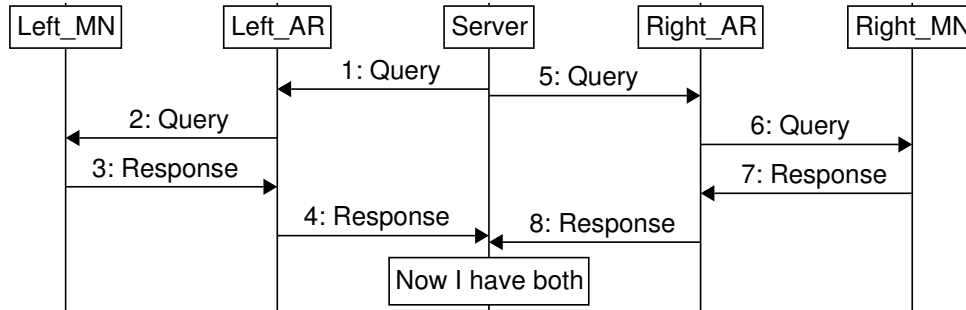 Left_MN
Left_AR
Server
Right_AR
Right_MN
1: Query
5: Query
2: Query
6: Query
3: Response
7: Response
4: Response
8: Response
Now I have both